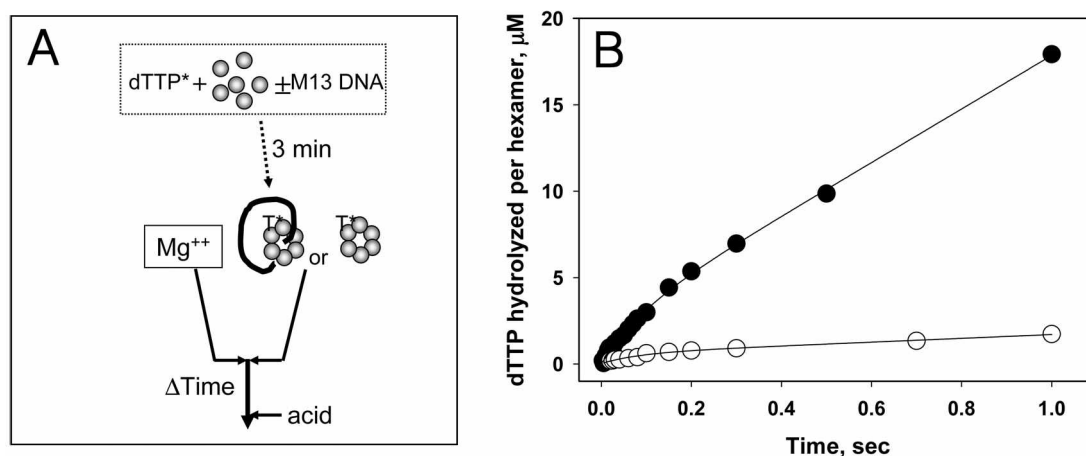 A
dTTP* + ±M13 DNA
3 min
T* T*
Mg⁺⁺ or
ΔTime
acid
B
dTTP hydrolyzed per hexamer, μM
20
15
10
5
0
0.0 0.2 0.4 0.6 0.8 1.0
Time, sec